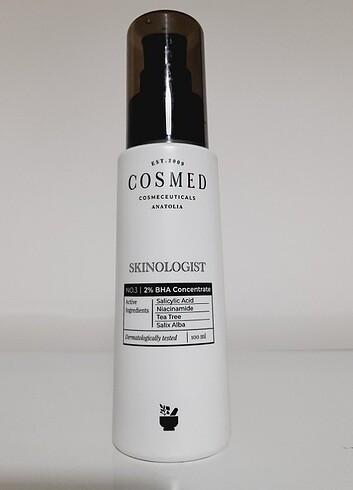 EST. 2009
COSMED
COSMECEUTICALS
ANATOLIA
SKINOLOGIST
NO.3 | 2% BHA Concentrate
Active Ingredients
Salicylic Acid
Niacinamide
Tea Tree
Salix Alba
Dermatologically tested | 100 ml